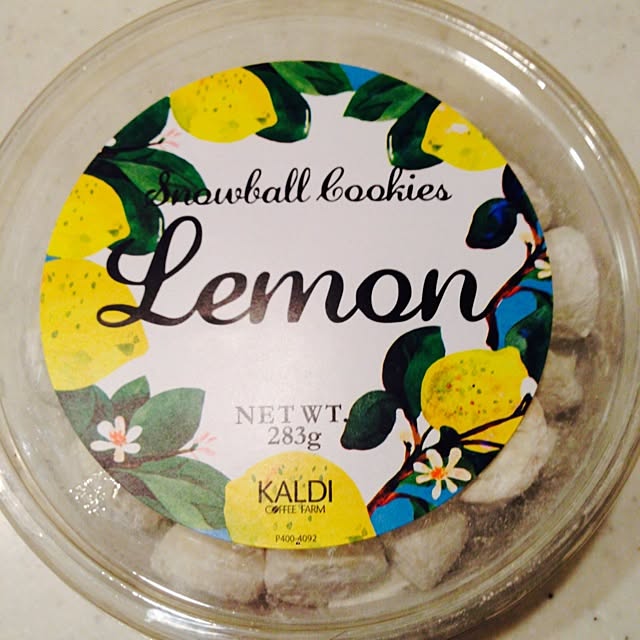 Snowball Cookies
Lemon
NET WT.
283g
KALDI
COFFEE FARM
P400-4092